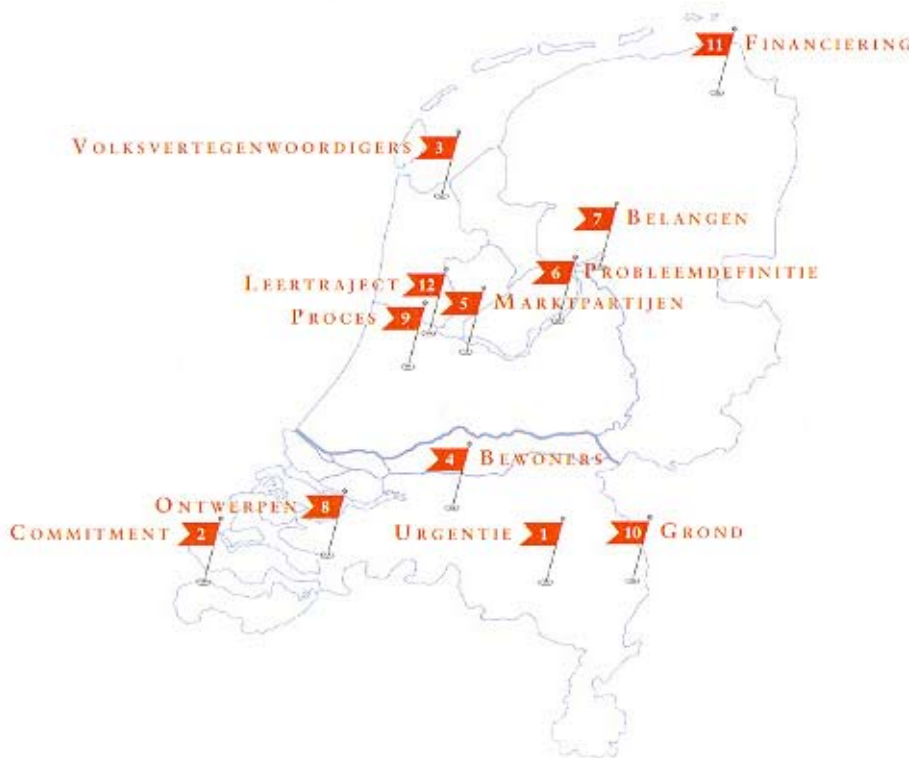 11 FINANCIERING
VOLKSVERTEGENWOORDIGERS 3
7 BELANGEN
6 PROBLEEMDEFINITIE
LEERTRAJECT 12
5 MARKTPARTIJEN
PROCES 9
4 BEWONERS
ONTWERPEN 8
COMMITMENT 2
URGENTIE 1
10 GROND